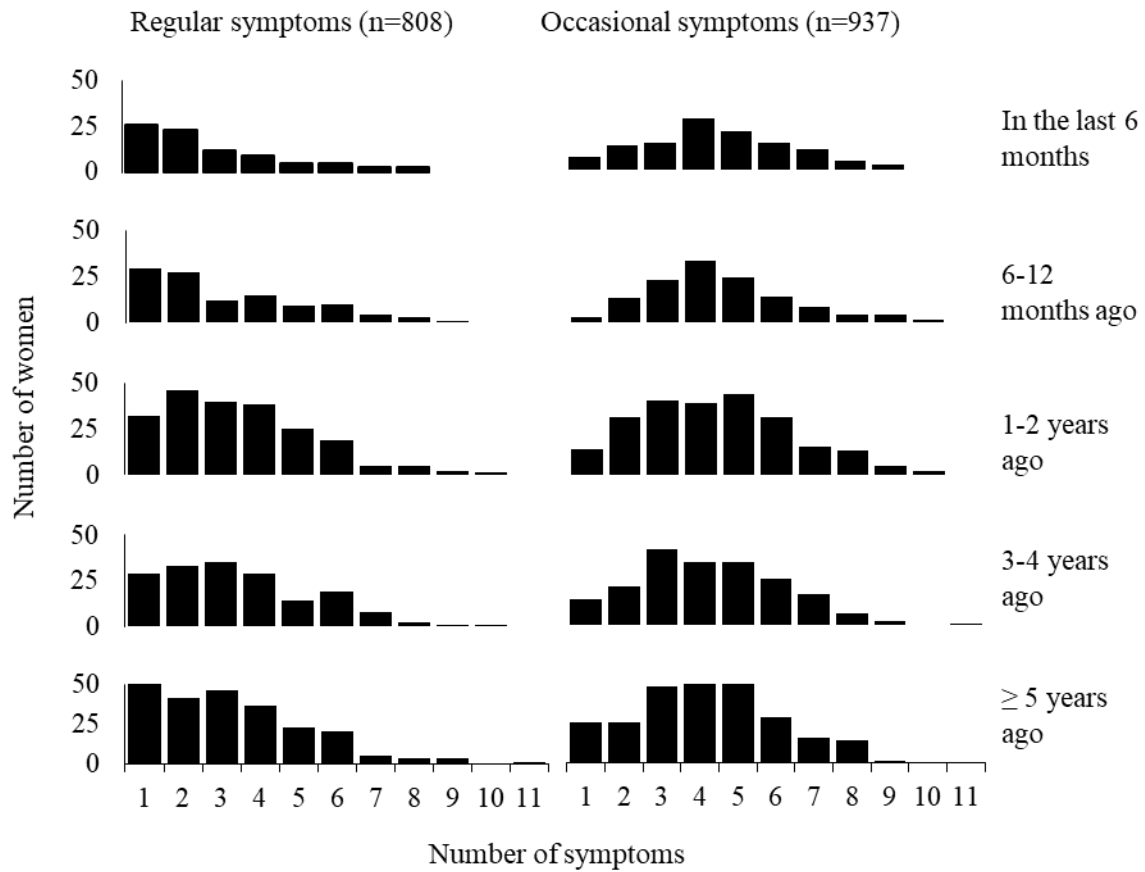 Regular symptoms (n=808)
Occasional symptoms (n=937)
50
25
0
In the last 6
months
50
25
0
6-12
months ago
Number of women
50
25
0
1-2 years
ago
50
25
0
3-4 years
ago
50
25
0
≥ 5 years
ago
1 2 3 4 5 6 7 8 9 10 11
1 2 3 4 5 6 7 8 9 10 11
Number of symptoms